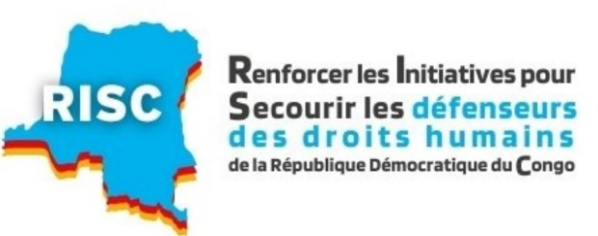 RISC
Renforcer les Initiatives pour
Secourir les défenseurs
des droits humains
de la République Démocratique du Congo